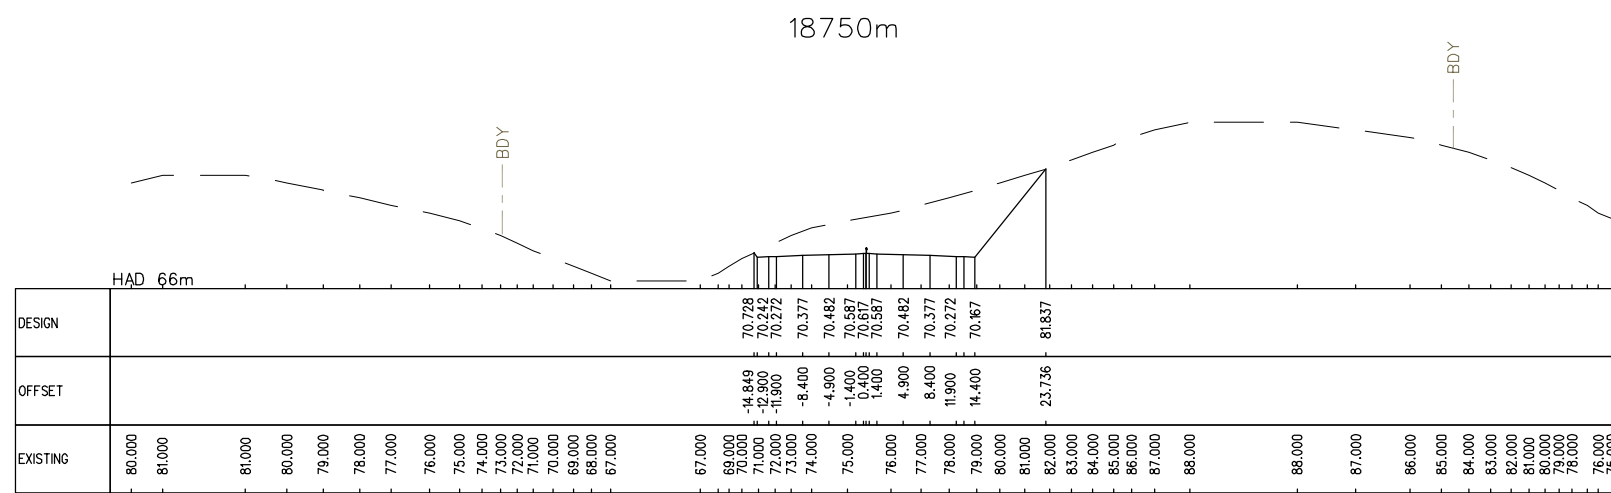 18750m
BDY
BDY
HAD 66m
DESIGN
70.728 70.242 70.272 70.377 70.482 70.587 70.617 70.587 70.482 70.377 70.272 70.167 81.837
OFFSET
-14.849 -12.900 -11.900 -8.400 -4.900 -1.400 0.400 1.400 4.900 8.400 11.900 14.400 23.736
EXISTING
80.000 81.000 81.000 80.000 79.000 78.000 77.000 76.000 75.000 74.000 73.000 72.000 71.000 70.000 69.000 68.000 67.000 67.000 69.000 70.000 71.000 72.000 73.000 74.000 75.000 76.000 77.000 78.000 79.000 80.000 81.000 82.000 83.000 84.000 85.000 86.000 87.000 88.000 88.000 87.000 86.000 85.000 84.000 83.000 82.000 81.000 80.000 79.000 78.000 76.000